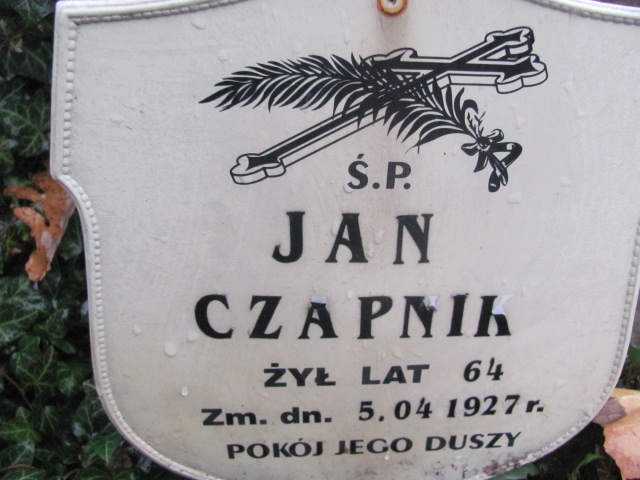 Ś.P.
JAN
CZAPNIK
ŻYŁ LAT 64
Zm. dn. 5.04 1927 r.
POKÓJ JEGO DUSZY